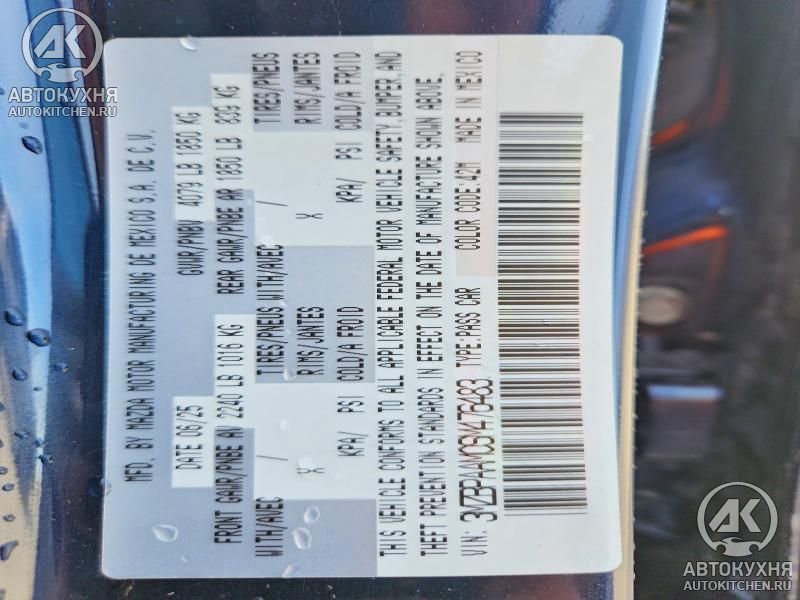 AK
АВТОКУХНЯ
AUTOKITCHEN.RU
MFD. BY MAZDA MOTOR MANUFACTURING DE MEXICO S.A. DE C.V.
DATE 06/25 GVWR/PNBV 4079 LB 1850 KG
FRONT GAWR/PNBE AV 2240 LB 1016 KG REAR GAWR/PNBE AR 1850 LB 839 KG
WITH/AVEC / TIRES/PNEUS WITH/AVEC / TIRES/PNEUS
X RIMS/JANTES X RIMS/JANTES
KPA/ PSI COLD/A FROID KPA/ PSI COLD/A FROID
THIS VEHICLE CONFORMS TO ALL APPLICABLE FEDERAL MOTOR VEHICLE SAFETY, BUMPER,AND
THEFT PREVENTION STANDARDS IN EFFECT ON THE DATE OF MANUFACTURE SHOWN ABOVE.
VIN: 3MZBPAAM0SM476483 TYPE:PASS CAR COLOR CODE:42M MADE IN MEXICO
AK
АВТОКУХНЯ
AUTOKITCHEN.RU